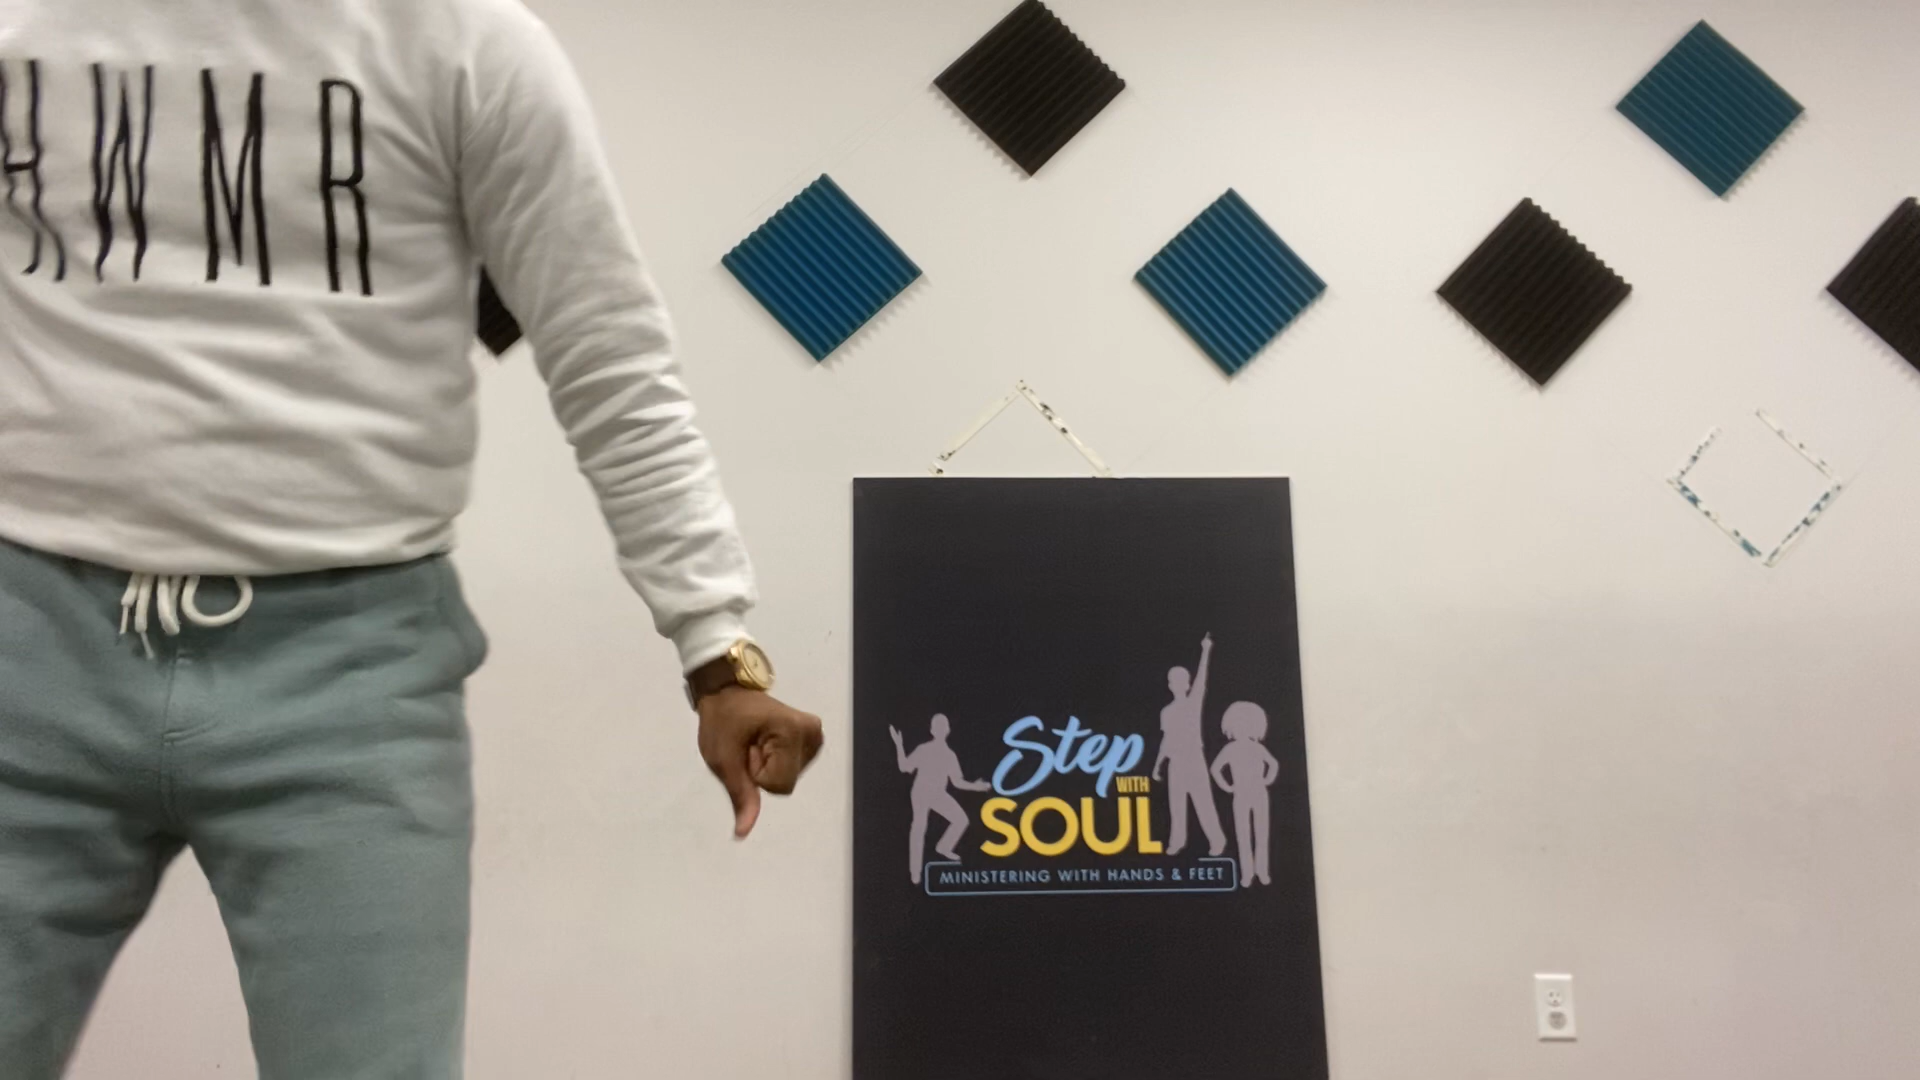 HWMR
Step
WITH
SOUL
MINISTERING WITH HANDS & FEET